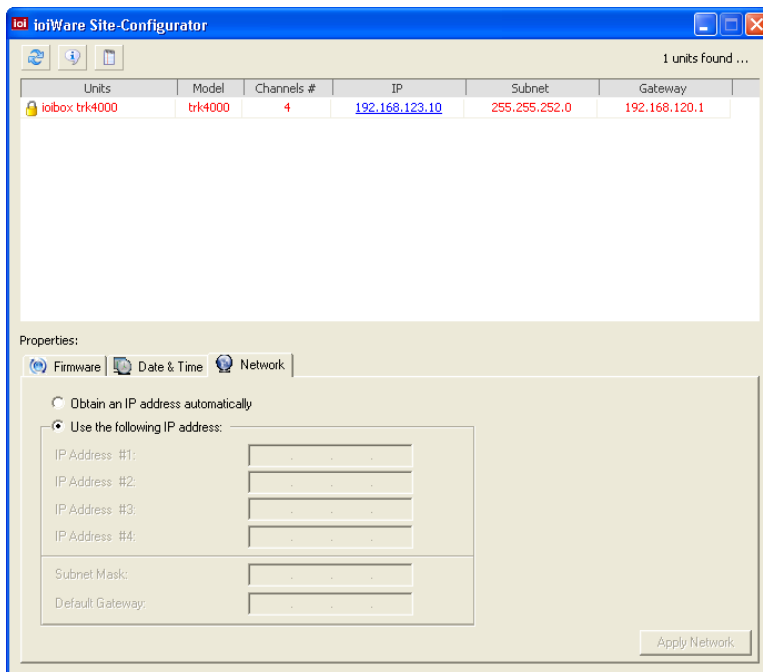 ioi ioiWare Site-Configurator
1 units found ...
Units Model Channels # IP Subnet Gateway
ioibox trk4000 trk4000 4 192.168.123.10 255.255.252.0 192.168.120.1
Properties:
Firmware Date & Time Network
Obtain an IP address automatically
Use the following IP address:
IP Address #1:
IP Address #2:
IP Address #3:
IP Address #4:
Subnet Mask:
Default Gateway:
Apply Network